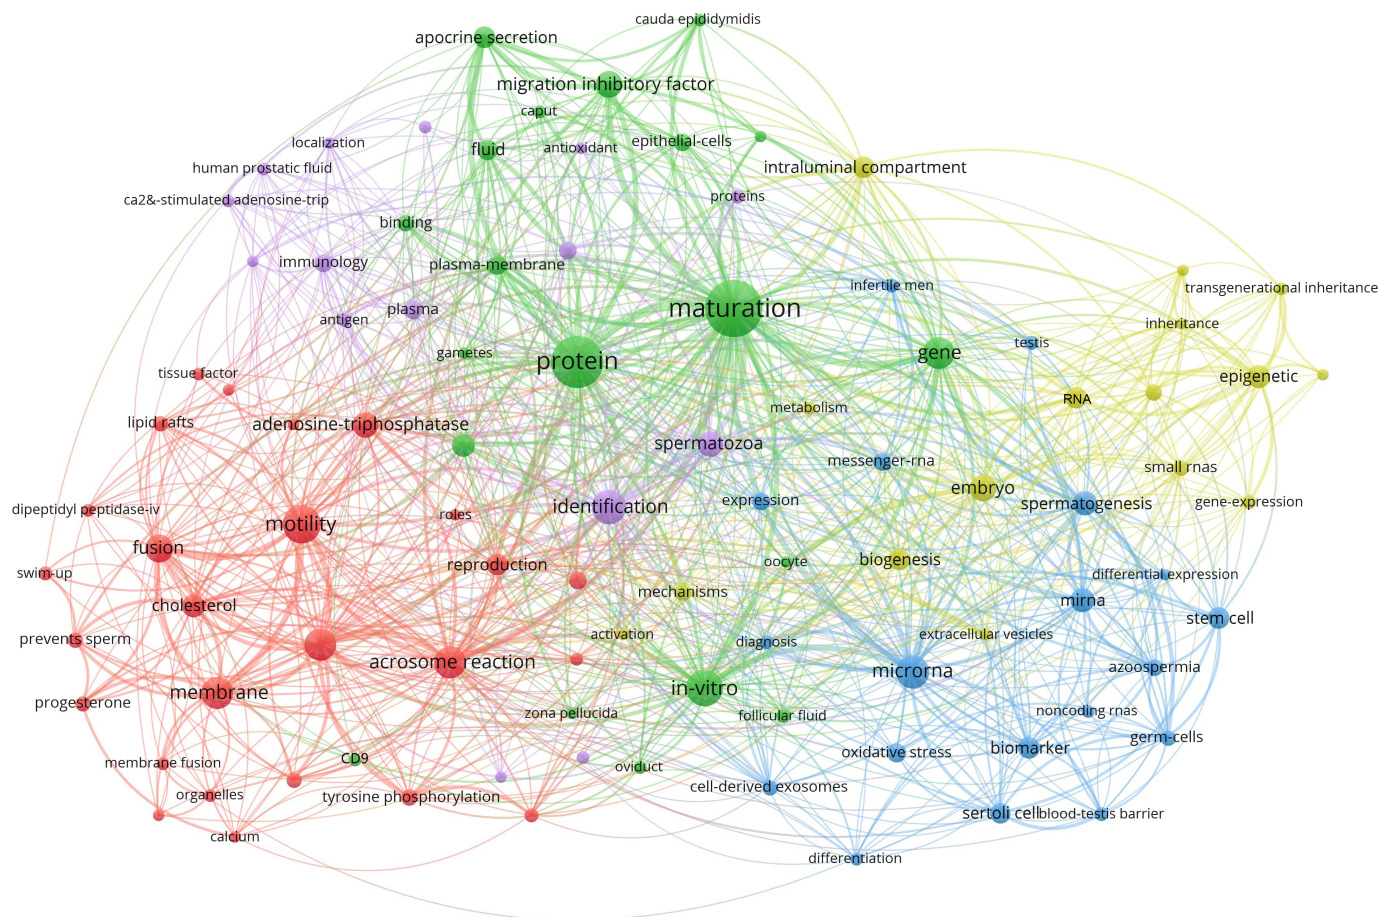 cauda epididymidis
apocrine secretion
migration inhibitory factor
caput
localization
fluid
antioxidant
epithelial-cells
human prostatic fluid
intraluminal compartment
ca2&-stimulated adenosine-trip
proteins
binding
immunology
plasma-membrane
infertile men
transgenerational inheritance
maturation
plasma
antigen
inheritance
testis
gametes
protein
gene
tissue factor
epigenetic
RNA
metabolism
lipid rafts
adenosine-triphosphatase
spermatozoa
messenger-rna
small rnas
embryo
expression
spermatogenesis
gene-expression
dipeptidyl peptidase-iv
identification
roles
motility
fusion
reproduction
oocyte
biogenesis
swim-up
differential expression
mechanisms
mirna
cholesterol
stem cell
prevents sperm
activation
diagnosis
extracellular vesicles
acrosome reaction
microrna
azoospermia
membrane
in-vitro
progesterone
zona pellucida
follicular fluid
noncoding rnas
germ-cells
CD9
membrane fusion
oviduct
oxidative stress
biomarker
organelles
tyrosine phosphorylation
cell-derived exosomes
sertoli cell
blood-testis barrier
calcium
differentiation